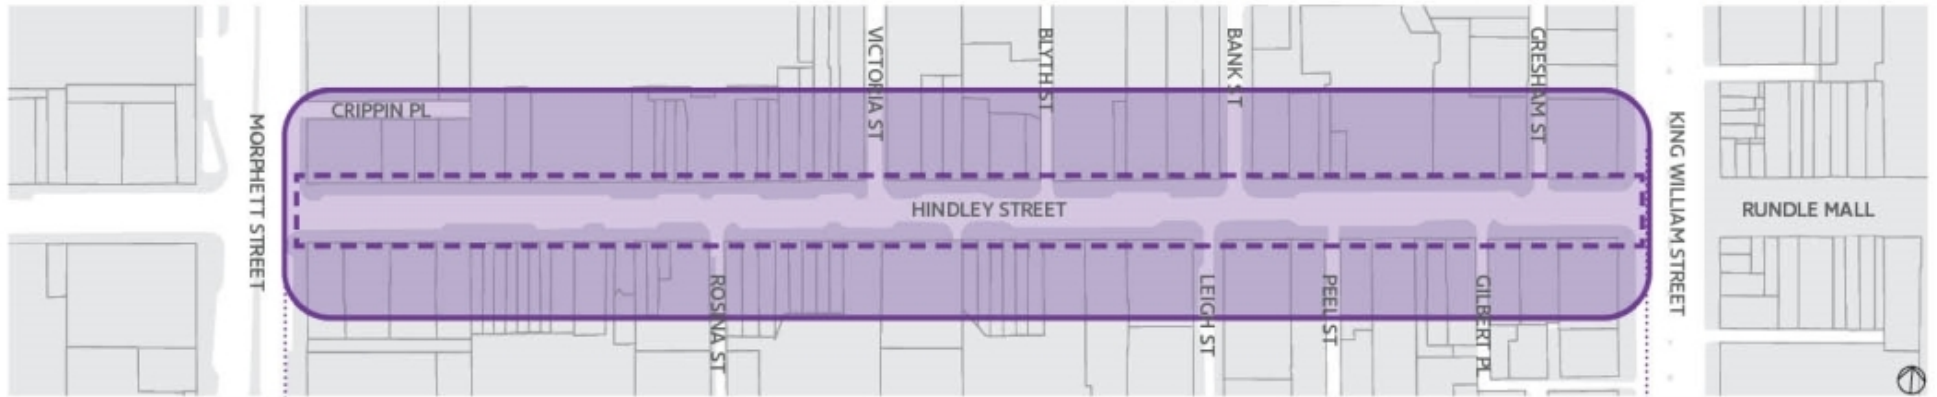 VICTORIA ST
BLYTH ST
BANK ST
GRESHAM ST
CRIPPIN PL
MORPHETT STREET
HINDLEY STREET
KING WILLIAM STREET
RUNDLE MALL
ROSINA ST
LEIGH ST
PEEL ST
GILBERT PL